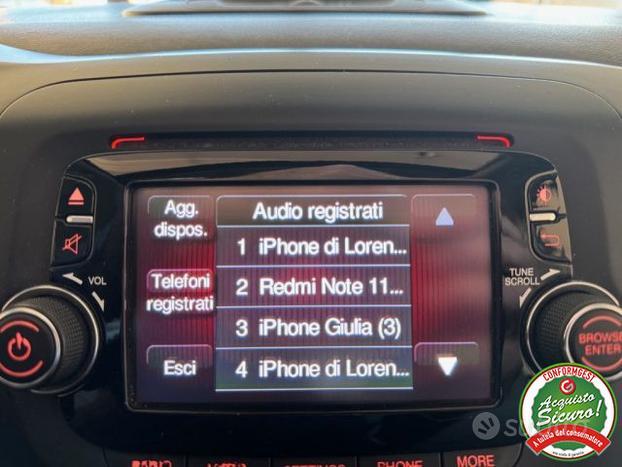 Agg.
dispos.
Audio registrati
1 iPhone di Loren...
Telefoni
registrati
2 Redmi Note 11...
3 iPhone Giulia (3)
Esci
4 iPhone di Loren...
VOL
TUNE
SCROLL
BROWSE
ENTER
CONFORMGEST
Acquisto
Sicuro!
a tutela del consumatore
PHONE
MORE